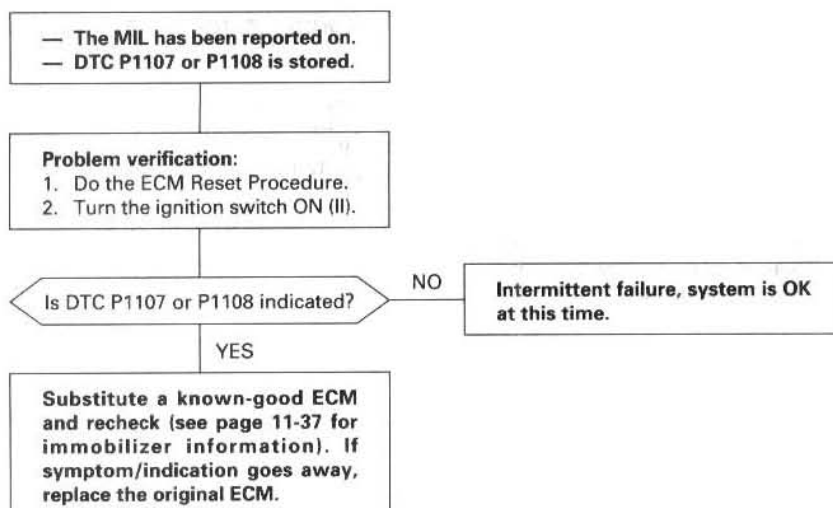 — The MIL has been reported on.
— DTC P1107 or P1108 is stored.
Problem verification:
1. Do the ECM Reset Procedure.
2. Turn the ignition switch ON (II).
Is DTC P1107 or P1108 indicated?
NO
Intermittent failure, system is OK
at this time.
YES
Substitute a known-good ECM
and recheck (see page 11-37 for
immobilizer information). If
symptom/indication goes away,
replace the original ECM.